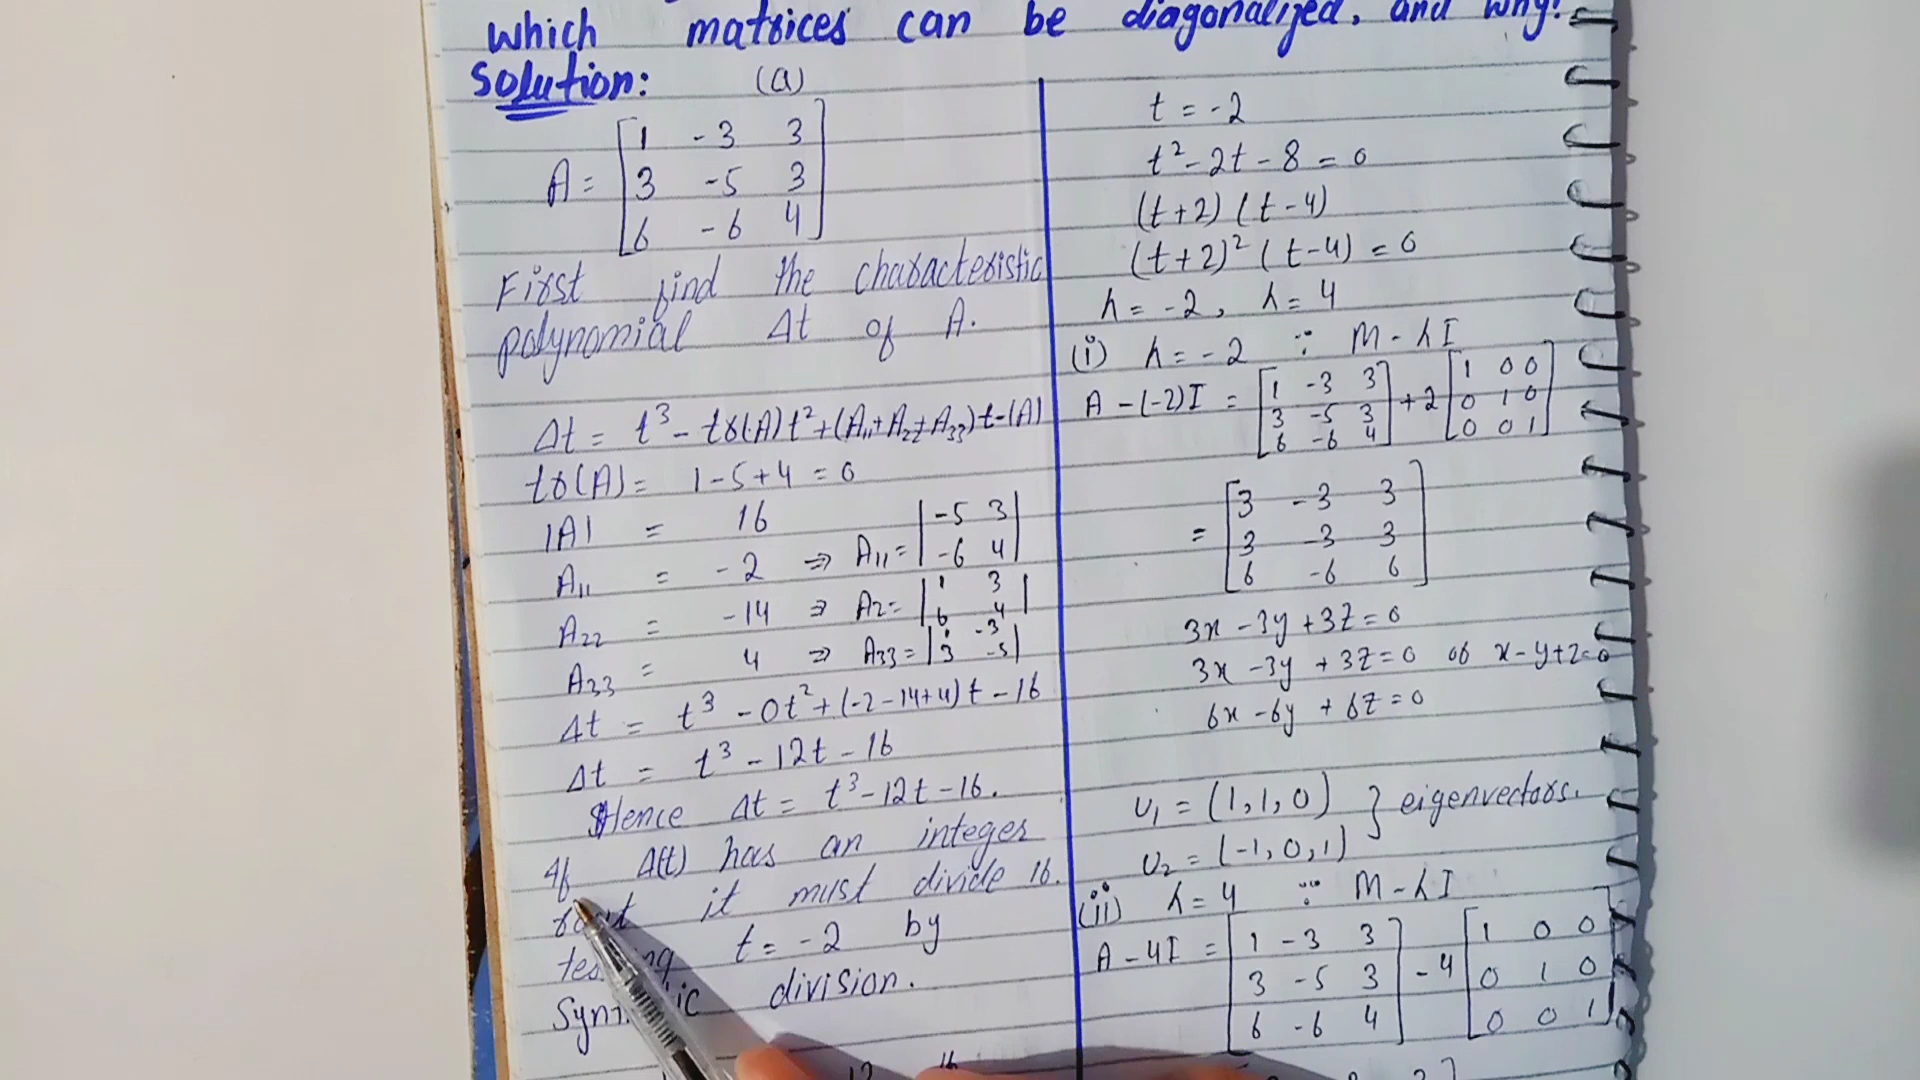 which matrices can be diagonalized, and why?
Solution: (a)
A = [1 -3 3
3 -5 3
6 -6 4]
First find the characteristic
polynomial Δt of A.
Δt = t³ - tr(A)t² + (A₁₁+A₂₂+A₃₃)t - |A|
tr(A) = 1-5+4 = 0
|A| = 16
A₁₁ = -2 ⇒ A₁₁ = |-5 3
-6 4|
A₂₂ = -14 ⇒ A₂ = |1 3
6 4|
A₃₃ = 4 ⇒ A₃₃ = |1 -3
3 -5|
Δt = t³ - 0t² + (-2-14+4)t - 16
Δt = t³ - 12t - 16
Hence Δt = t³ - 12t - 16.
If Δ(t) has an integer
root it must divide 16.
t = -2 by
division.
t = -2
t² - 2t - 8 = 0
(t+2) (t-4)
(t+2)² (t-4) = 0
λ = -2, λ = 4
(i) λ = -2 ∵ M - λI
A - (-2)I = [1 -3 3
3 -5 3
6 -6 4] + 2 [1 0 0
0 1 0
0 0 1]
= [3 -3 3
3 -3 3
6 -6 6]
3x - 3y + 3z = 0
3x - 3y + 3z = 0 or x - y + z = 0
6x - 6y + 6z = 0
υ₁ = (1,1,0) } eigenvectors.
υ₂ = (-1,0,1)
(ii) λ = 4 ∵ M - λI
A - 4I = [1 -3 3
3 -5 3
6 -6 4] - 4 [1 0 0
0 1 0
0 0 1]